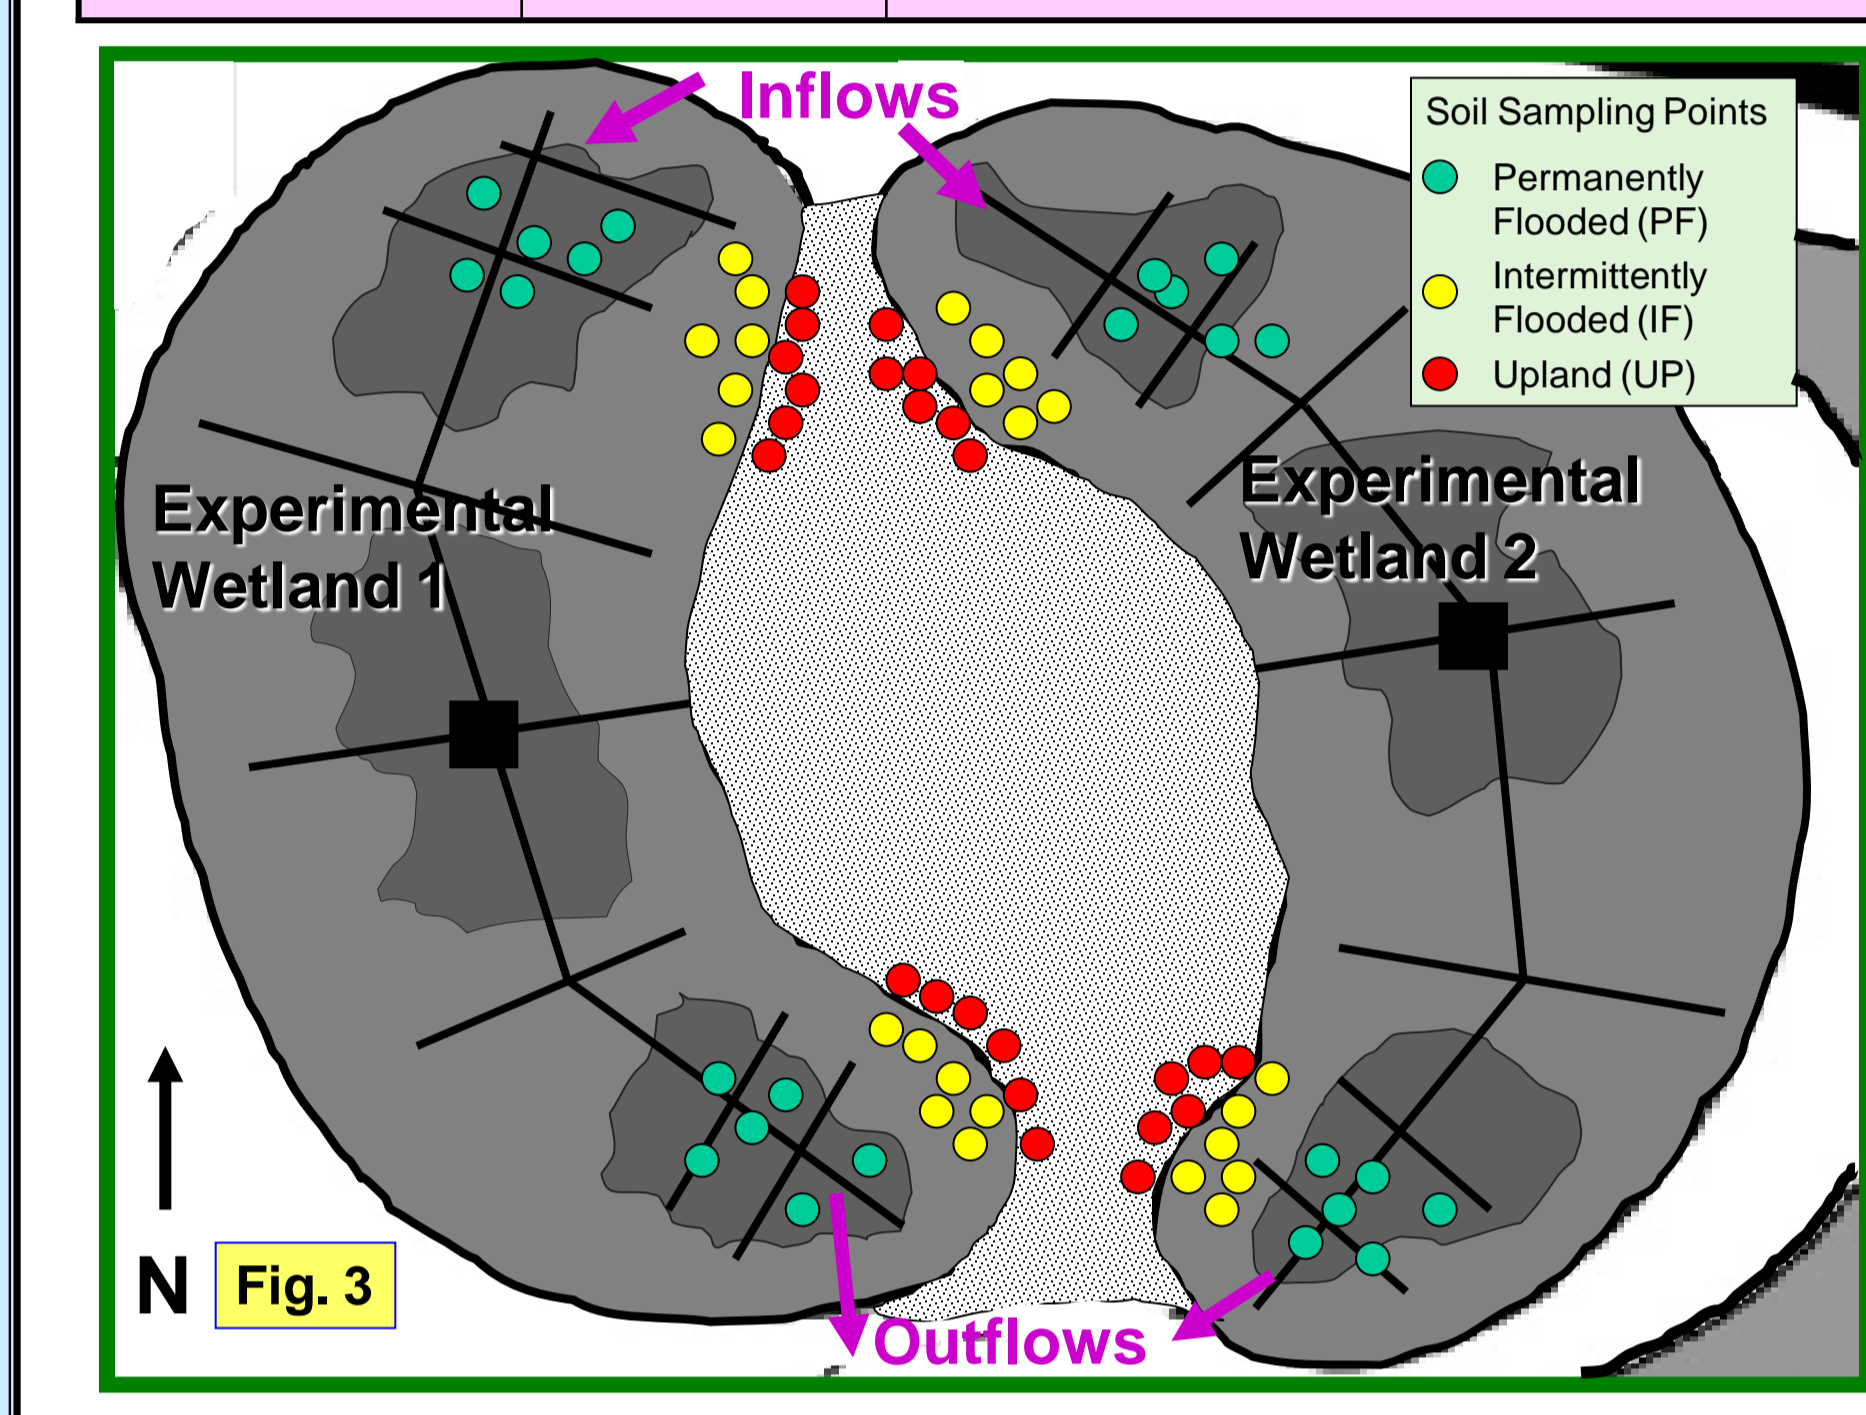 Inflows
Soil Sampling Points
Permanently
Flooded (PF)
Intermittently
Flooded (IF)
Upland (UP)
Experimental
Wetland 1
Experimental
Wetland 2
N
Fig. 3
Outflows